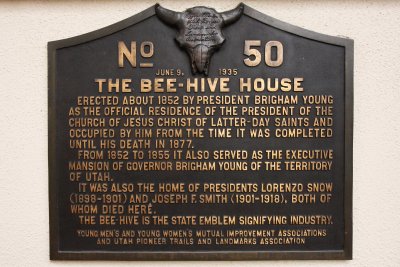 No 50
JUNE 9, 1935
THE BEE-HIVE HOUSE
ERECTED ABOUT 1852 BY PRESIDENT BRIGHAM YOUNG
AS THE OFFICIAL RESIDENCE OF THE PRESIDENT OF THE
CHURCH OF JESUS CHRIST OF LATTER-DAY SAINTS AND
OCCUPIED BY HIM FROM THE TIME IT WAS COMPLETED
UNTIL HIS DEATH IN 1877.
FROM 1852 TO 1855 IT ALSO SERVED AS THE EXECUTIVE
MANSION OF GOVERNOR BRIGHAM YOUNG OF THE TERRITORY
OF UTAH.
IT WAS ALSO THE HOME OF PRESIDENTS LORENZO SNOW
(1898-1901) AND JOSEPH F. SMITH (1901-1918), BOTH OF
WHOM DIED HERE.
THE BEE-HIVE IS THE STATE EMBLEM SIGNIFYING INDUSTRY.
YOUNG MEN'S AND YOUNG WOMEN'S MUTUAL IMPROVEMENT ASSOCIATIONS
AND UTAH PIONEER TRAILS AND LANDMARKS ASSOCIATION